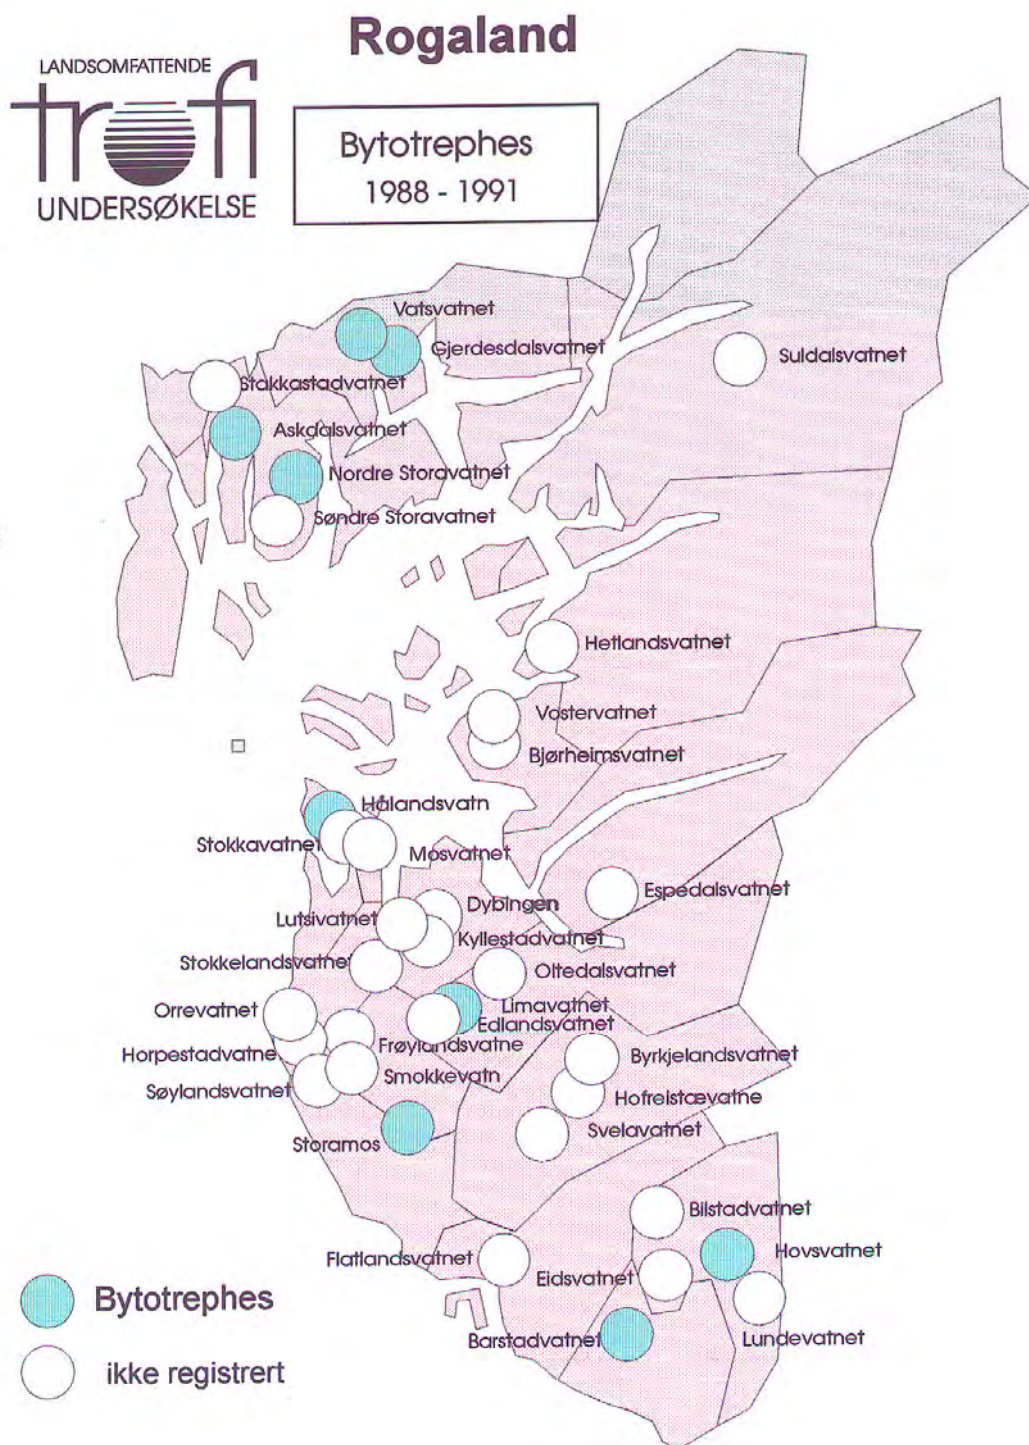 Rogaland
LANDSOMFATTENDE
trofi
UNDERSØKELSE
Bytotrephes
1988 - 1991
Vatsvatnet
Gjerdesdalsvatnet
Suldalsvatnet
Stakkastadvatnet
Askdalsvatnet
Nordre Storavatnet
Søndre Storavatnet
Hetlandsvatnet
Vostervatnet
Bjørheimsvatnet
Hålandsvatn
Stokkavatnet
Mosvatnet
Espedalsvatnet
Dybingen
Lutsivatnet
Kyllestadvatnet
Stokkelandsvatnet
Oltedalsvatnet
Limavatnet
Orrevatnet
Edlandsvatnet
Frøylandsvatne
Horpestadvatne
Byrkjelandsvatnet
Smokkevatn
Søylandsvatnet
Hofreistævatne
Svelavatnet
Storamos
Bilstadvatnet
Hovsvatnet
Flatlandsvatnet
Eidsvatnet
Bytotrephes
Lundevatnet
Barstadvatnet
ikke registrert